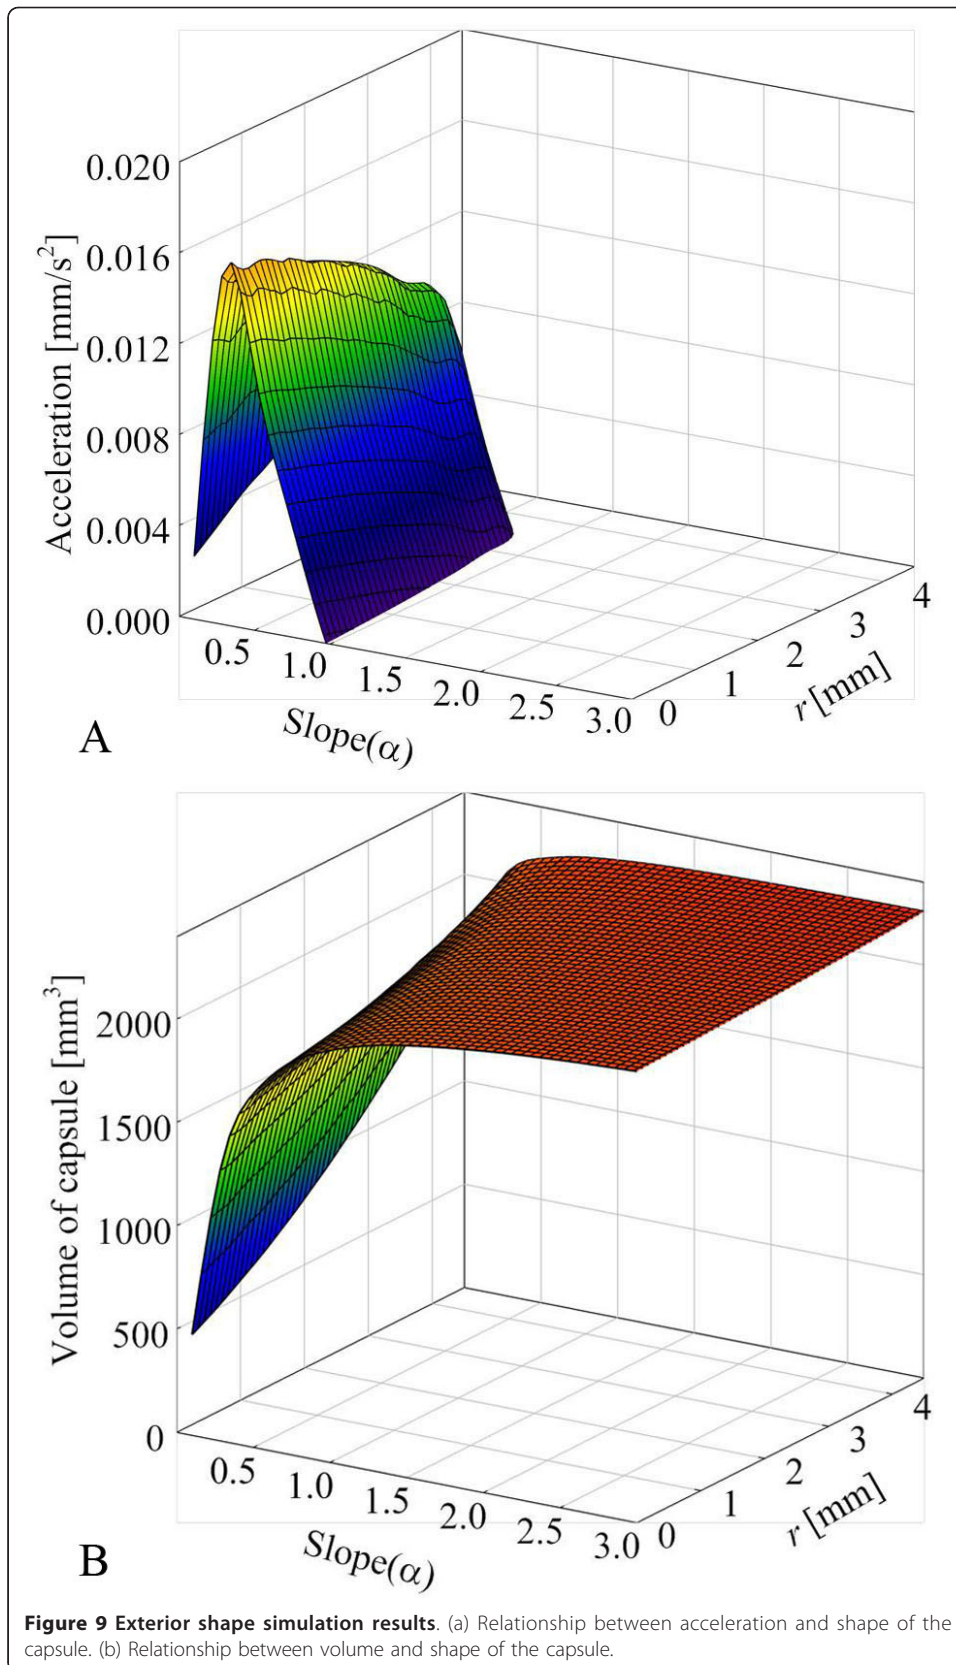 0.020
0.016
0.012
0.008
0.004
0.000
Acceleration [mm/s²]
0.5 1.0 1.5 2.0 2.5 3.0
Slope(α)
0 1 2 3 4
r [mm]
A
2000
1500
1000
500
0
Volume of capsule [mm³]
0.5 1.0 1.5 2.0 2.5 3.0
Slope(α)
0 1 2 3 4
r [mm]
B
Figure 9 Exterior shape simulation results. (a) Relationship between acceleration and shape of the
capsule. (b) Relationship between volume and shape of the capsule.